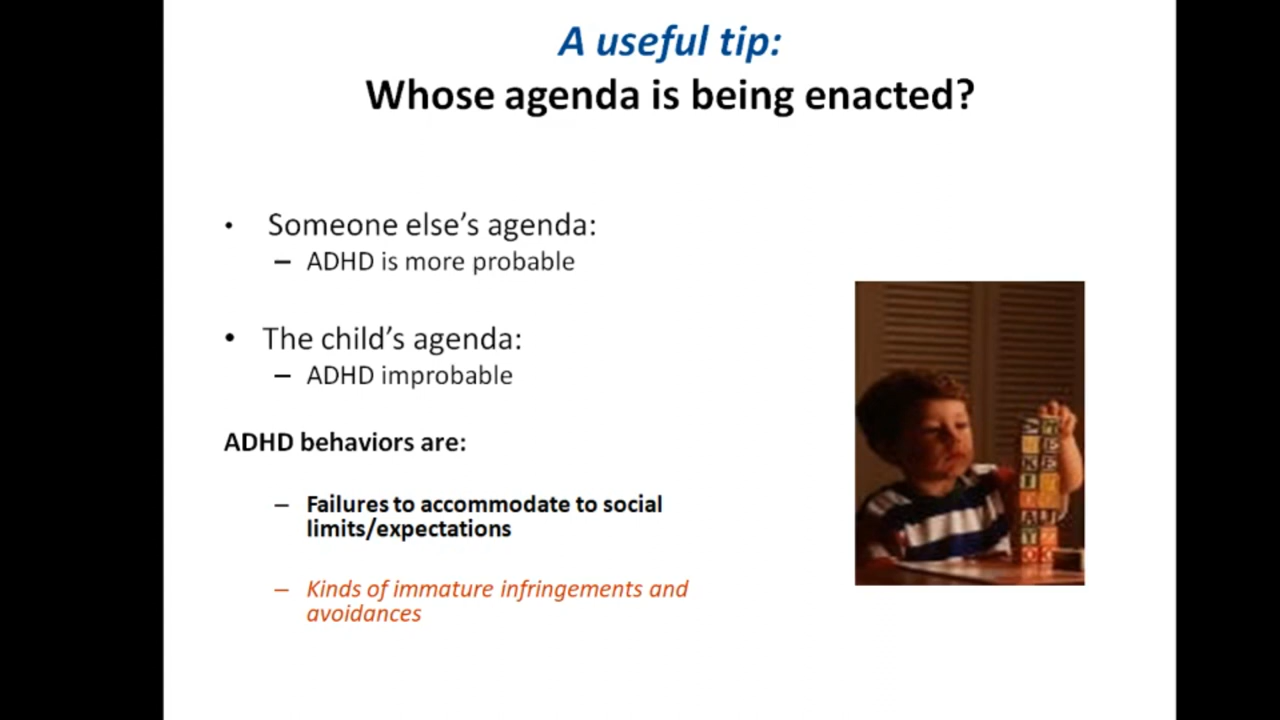 A useful tip:
Whose agenda is being enacted?
• Someone else's agenda:
– ADHD is more probable
• The child's agenda:
– ADHD improbable
ADHD behaviors are:
– Failures to accommodate to social
limits/expectations
– Kinds of immature infringements and
avoidances